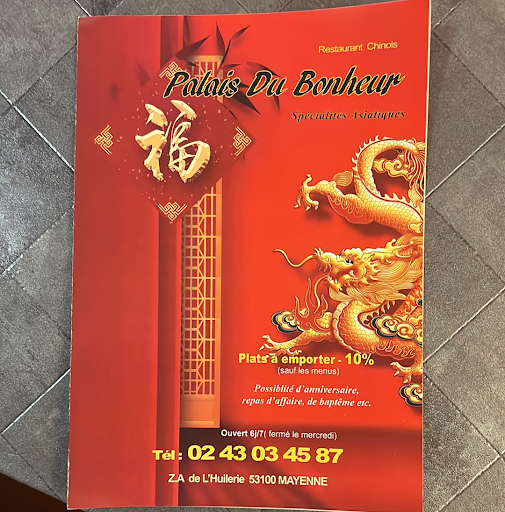 Restaurant Chinois
Palais Du Bonheur
Spécialités Asiatiques
福
Plats à emporter - 10%
(sauf les menus)
Possiblité d'anniversaire,
repas d'affaire, de baptême etc.
Ouvert 6j/7( fermé le mercredi)
Tél : 02 43 03 45 87
Z.A de L'Huilerie 53100 MAYENNE